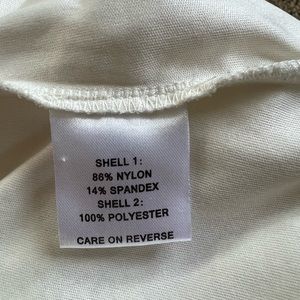 SHELL 1:
86% NYLON
14% SPANDEX
SHELL 2:
100% POLYESTER
CARE ON REVERSE